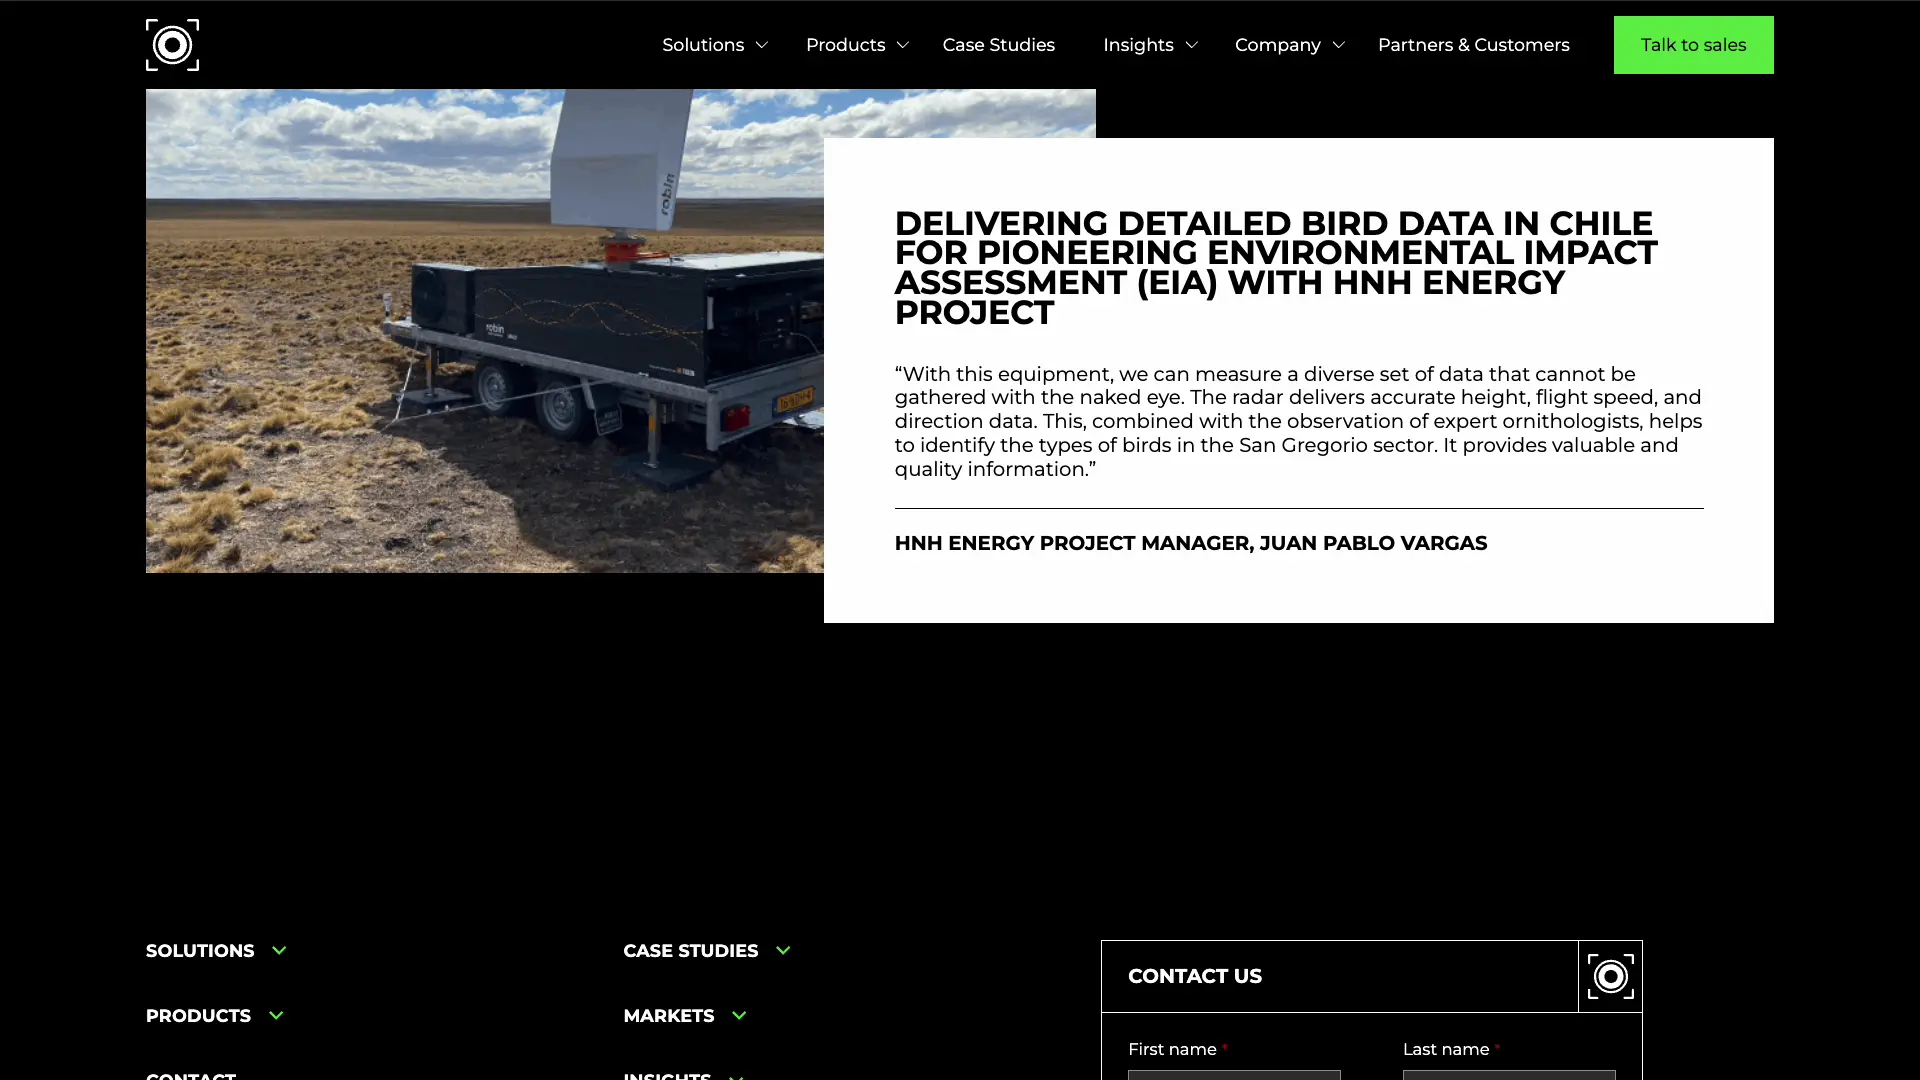 Solutions
Products
Case Studies
Insights
Company
Partners & Customers
Talk to sales
robin
robin
DELIVERING DETAILED BIRD DATA IN CHILE
FOR PIONEERING ENVIRONMENTAL IMPACT
ASSESSMENT (EIA) WITH HNH ENERGY
PROJECT
“With this equipment, we can measure a diverse set of data that cannot be
gathered with the naked eye. The radar delivers accurate height, flight speed, and
direction data. This, combined with the observation of expert ornithologists, helps
to identify the types of birds in the San Gregorio sector. It provides valuable and
quality information.”
HNH ENERGY PROJECT MANAGER, JUAN PABLO VARGAS
SOLUTIONS
CASE STUDIES
PRODUCTS
MARKETS
CONTACT
INSIGHTS
CONTACT US
First name *
Last name *